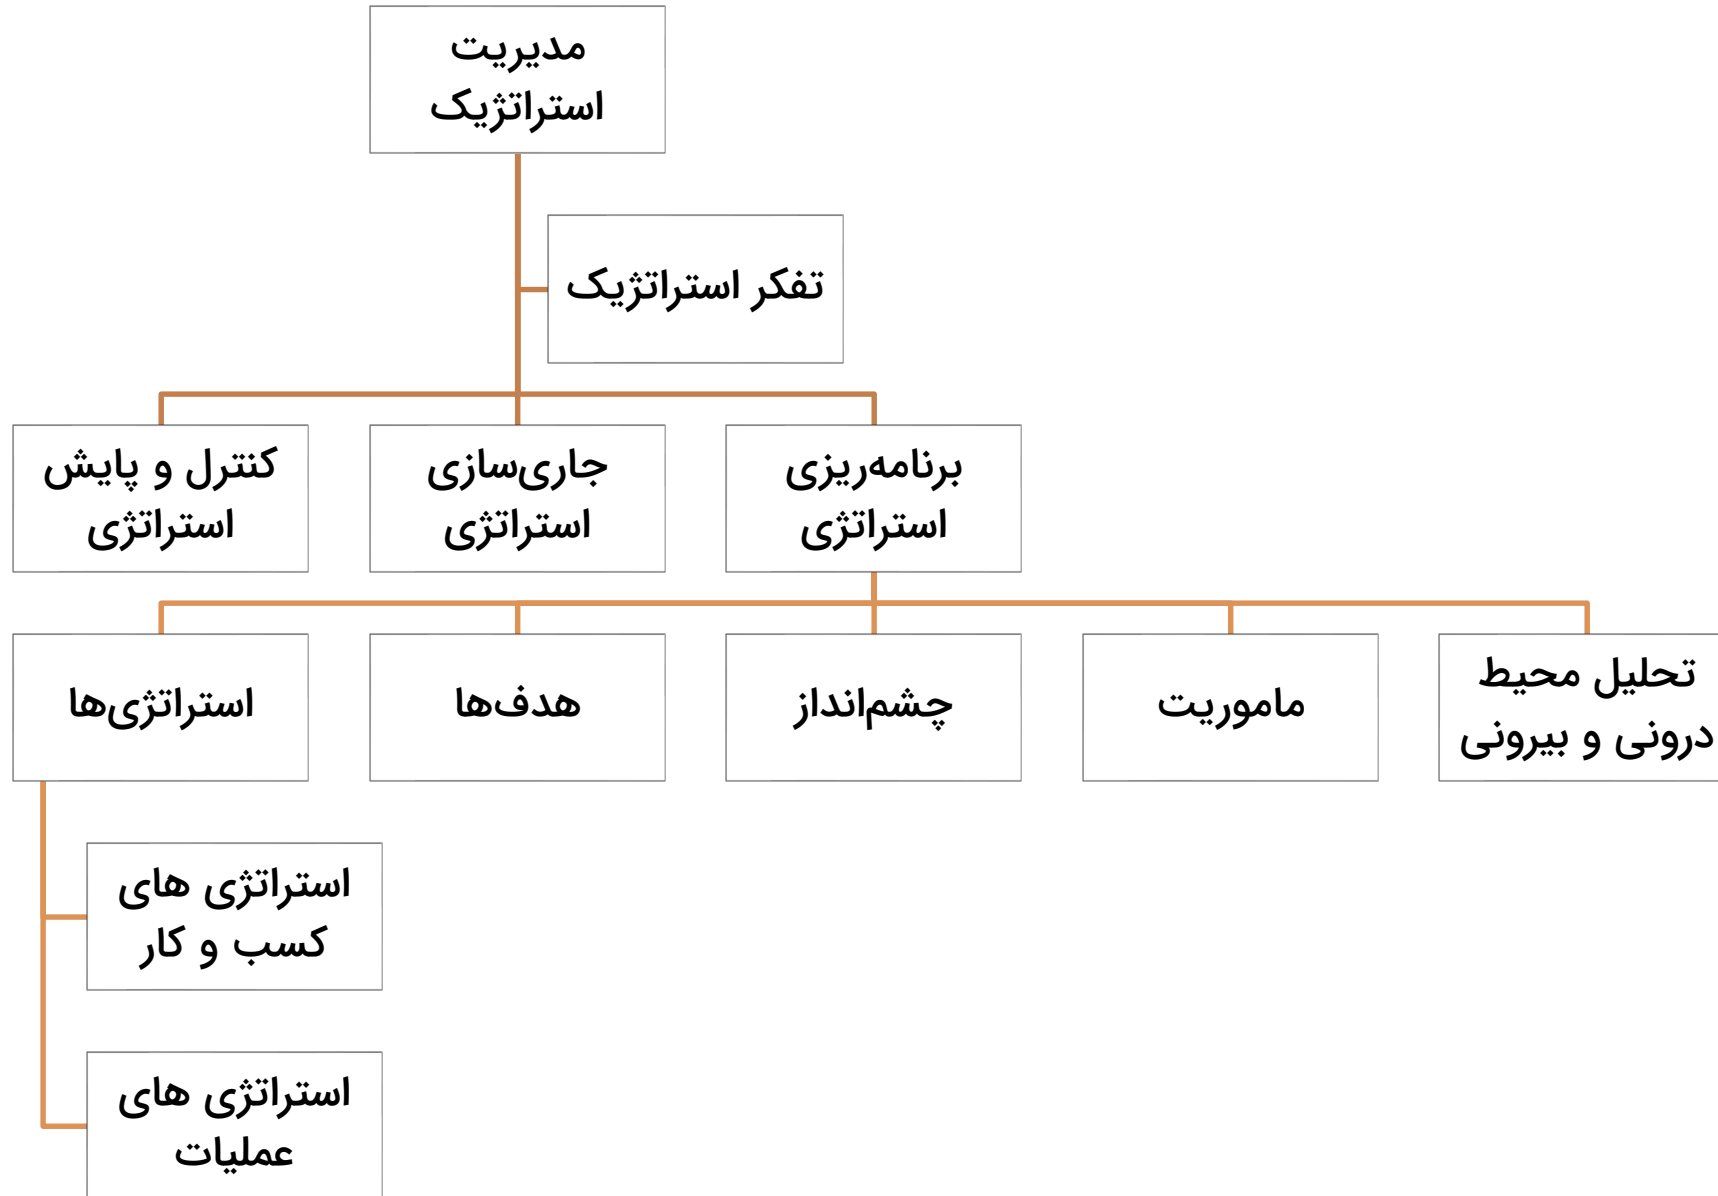 مدیریت
استراتژیک
تفکر استراتژیک
برنامه‌ریزی
استراتژی
جاری‌سازی
استراتژی
کنترل و پایش
استراتژی
تحلیل محیط
درونی و بیرونی
ماموریت
چشم‌انداز
هدف‌ها
استراتژی‌ها
استراتژی های
کسب و کار
استراتژی های
عملیات